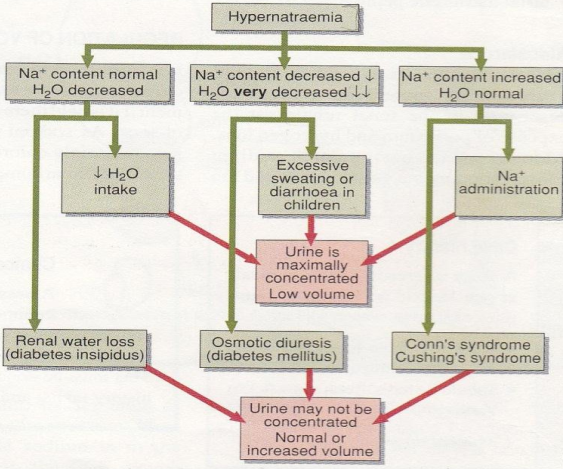 Hypernatraemia
Na⁺ content normal
H₂O decreased
Na⁺ content decreased ↓
H₂O very decreased ↓↓
Na⁺ content increased
H₂O normal
↓ H₂O
intake
Excessive
sweating or
diarrhoea in
children
Na⁺
administration
Urine is
maximally
concentrated
Low volume
Renal water loss
(diabetes insipidus)
Osmotic diuresis
(diabetes mellitus)
Conn's syndrome
Cushing's syndrome
Urine may not be
concentrated
Normal or
increased volume